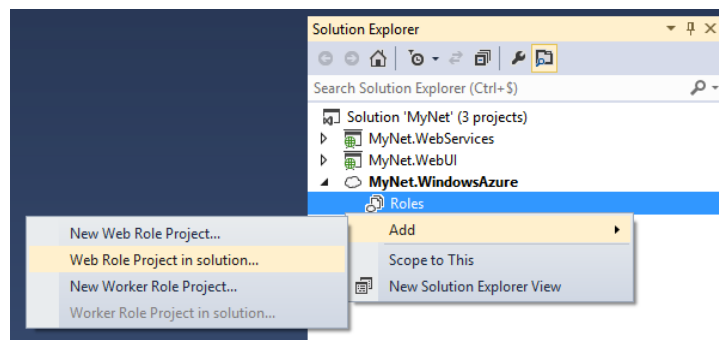 Solution Explorer
Search Solution Explorer (Ctrl+$)
Solution 'MyNet' (3 projects)
MyNet.WebServices
MyNet.WebUI
MyNet.WindowsAzure
Roles
Add
Scope to This
New Solution Explorer View
New Web Role Project...
Web Role Project in solution...
New Worker Role Project...
Worker Role Project in solution...